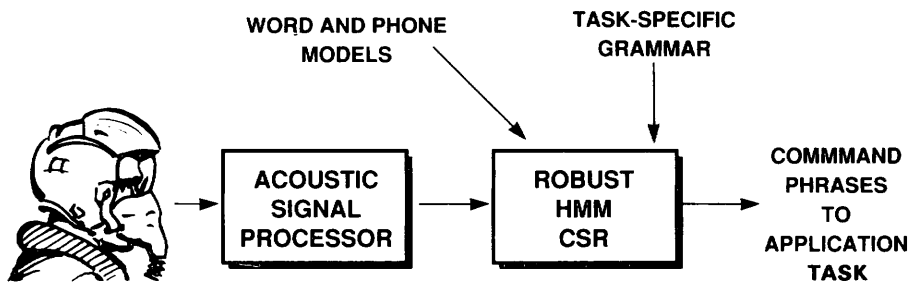 WORD AND PHONE
MODELS
TASK-SPECIFIC
GRAMMAR
ACOUSTIC
SIGNAL
PROCESSOR
ROBUST
HMM
CSR
COMMMAND
PHRASES
TO
APPLICATION
TASK